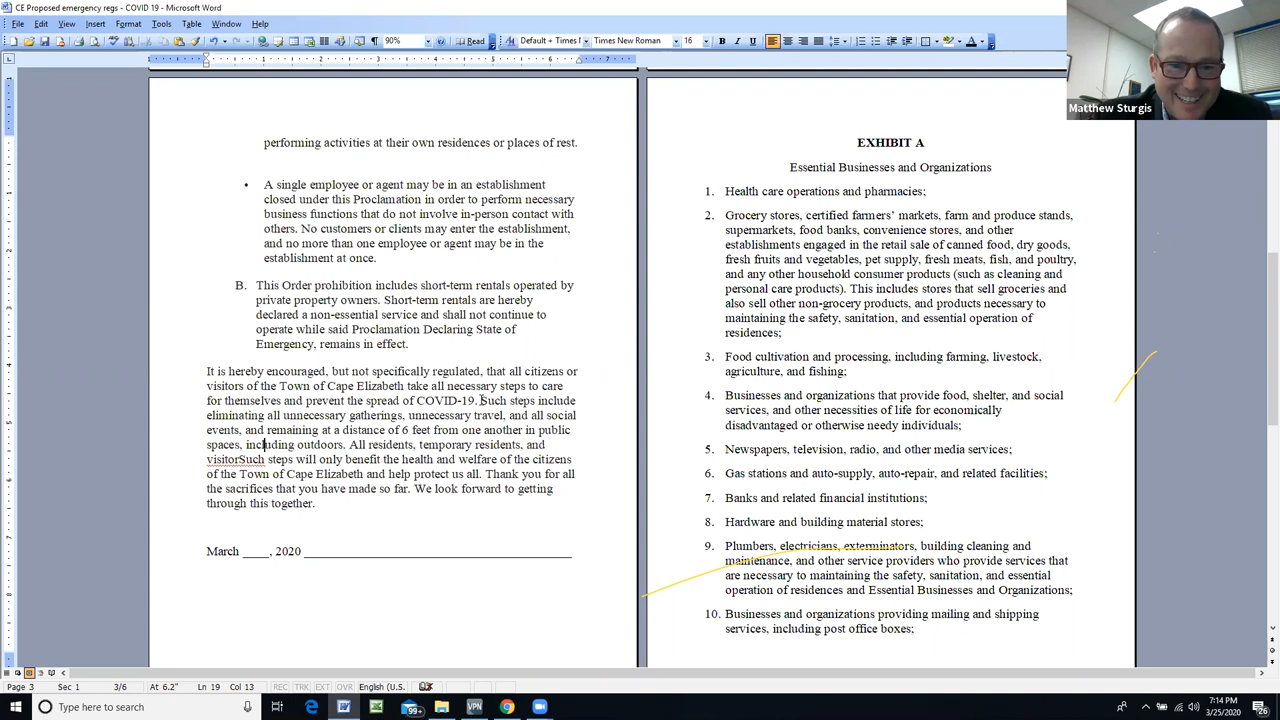 CE Proposed emergency regs - COVID 19 - Microsoft Word
File Edit View Insert Format Tools Table Window Help
90% Read Default + Times N Times New Roman 16 B I U
1 1 2 3 4 5 6 7
Matthew Sturgis
performing activities at their own residences or places of rest.
• A single employee or agent may be in an establishment
closed under this Proclamation in order to perform necessary
business functions that do not involve in-person contact with
others. No customers or clients may enter the establishment,
and no more than one employee or agent may be in the
establishment at once.
B. This Order prohibition includes short-term rentals operated by
private property owners. Short-term rentals are hereby
declared a non-essential service and shall not continue to
operate while said Proclamation Declaring State of
Emergency, remains in effect.
It is hereby encouraged, but not specifically regulated, that all citizens or
visitors of the Town of Cape Elizabeth take all necessary steps to care
for themselves and prevent the spread of COVID-19. Such steps include
eliminating all unnecessary gatherings, unnecessary travel, and all social
events, and remaining at a distance of 6 feet from one another in public
spaces, including outdoors. All residents, temporary residents, and
visitorSuch steps will only benefit the health and welfare of the citizens
of the Town of Cape Elizabeth and help protect us all. Thank you for all
the sacrifices that you have made so far. We look forward to getting
through this together.
March ____, 2020 ____________________________________________
EXHIBIT A
Essential Businesses and Organizations
1. Health care operations and pharmacies;
2. Grocery stores, certified farmers’ markets, farm and produce stands,
supermarkets, food banks, convenience stores, and other
establishments engaged in the retail sale of canned food, dry goods,
fresh fruits and vegetables, pet supply, fresh meats, fish, and poultry,
and any other household consumer products (such as cleaning and
personal care products). This includes stores that sell groceries and
also sell other non-grocery products, and products necessary to
maintaining the safety, sanitation, and essential operation of
residences;
3. Food cultivation and processing, including farming, livestock,
agriculture, and fishing;
4. Businesses and organizations that provide food, shelter, and social
services, and other necessities of life for economically
disadvantaged or otherwise needy individuals;
5. Newspapers, television, radio, and other media services;
6. Gas stations and auto-supply, auto-repair, and related facilities;
7. Banks and related financial institutions;
8. Hardware and building material stores;
9. Plumbers, electricians, exterminators, building cleaning and
maintenance, and other service providers who provide services that
are necessary to maintaining the safety, sanitation, and essential
operation of residences and Essential Businesses and Organizations;
10. Businesses and organizations providing mailing and shipping
services, including post office boxes;
Page 3 Sec 1 3/6 At 6.2" Ln 19 Col 13 REC TRK EXT OVR English (U.S.
Type here to search
99+
VPN
7:14 PM
3/25/2020
26